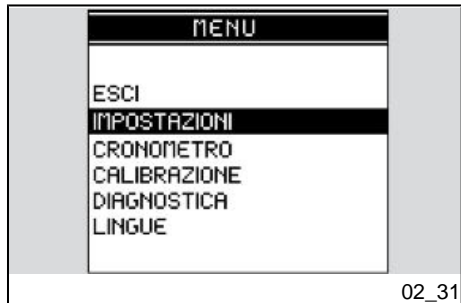 MENU
ESCI
IMPOSTAZIONI
CRONOMETRO
CALIBRAZIONE
DIAGNOSTICA
LINGUE
02_31